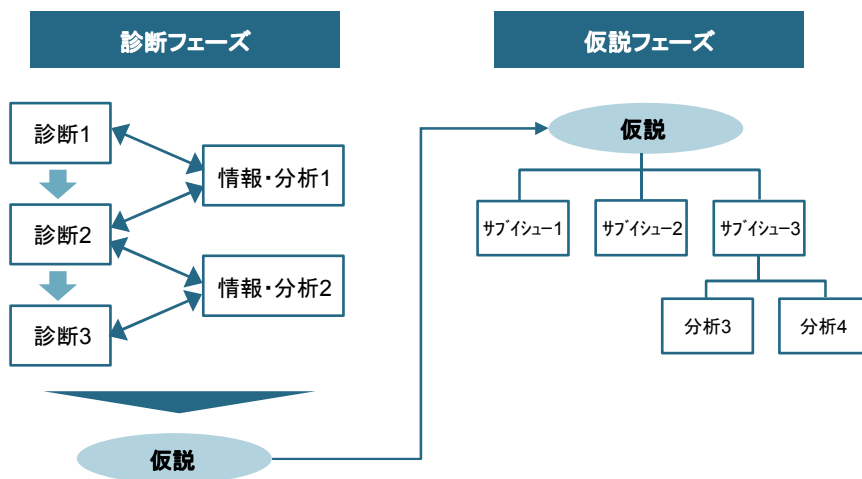 診断フェーズ
診断1
診断2
診断3
情報・分析1
情報・分析2
仮説
仮説フェーズ
仮説
ｻﾌﾞｲｼｭｰ1
ｻﾌﾞｲｼｭｰ2
ｻﾌﾞｲｼｭｰ3
分析3
分析4